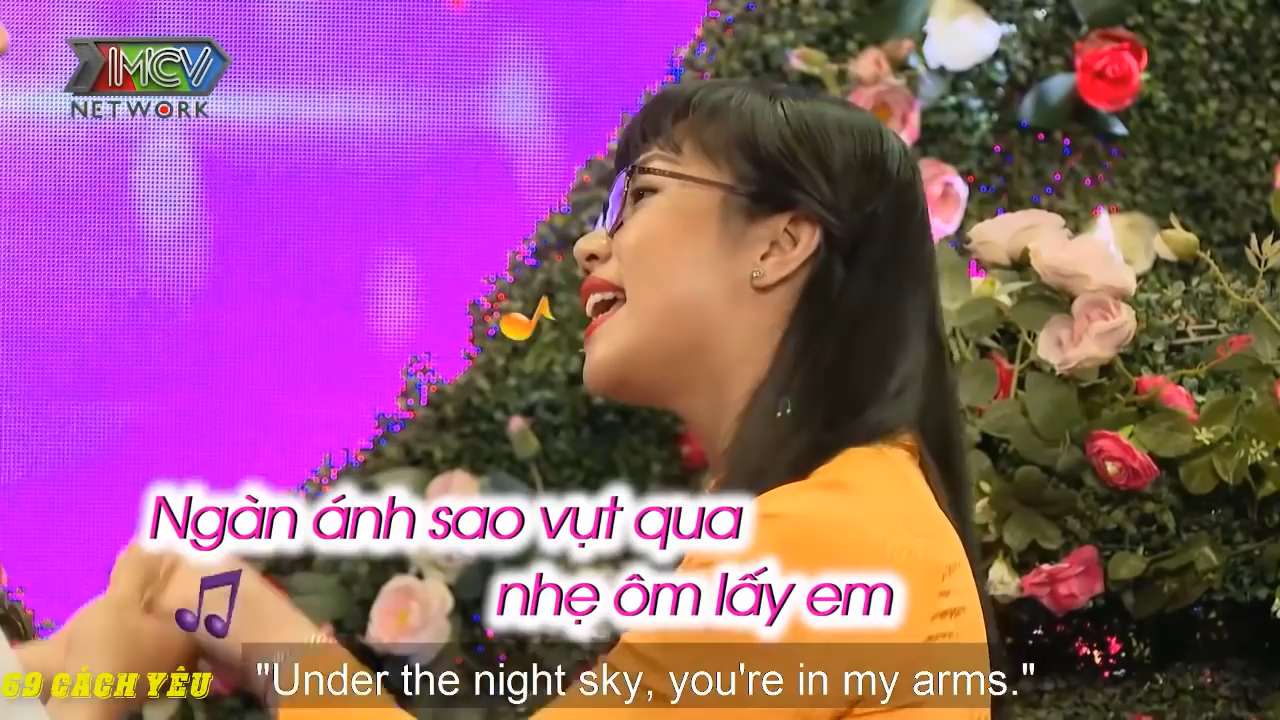 MCV
NETWORK
Ngàn ánh sao vụt qua
nhẹ ôm lấy em
69 CÁCH YÊU
"Under the night sky, you're in my arms."